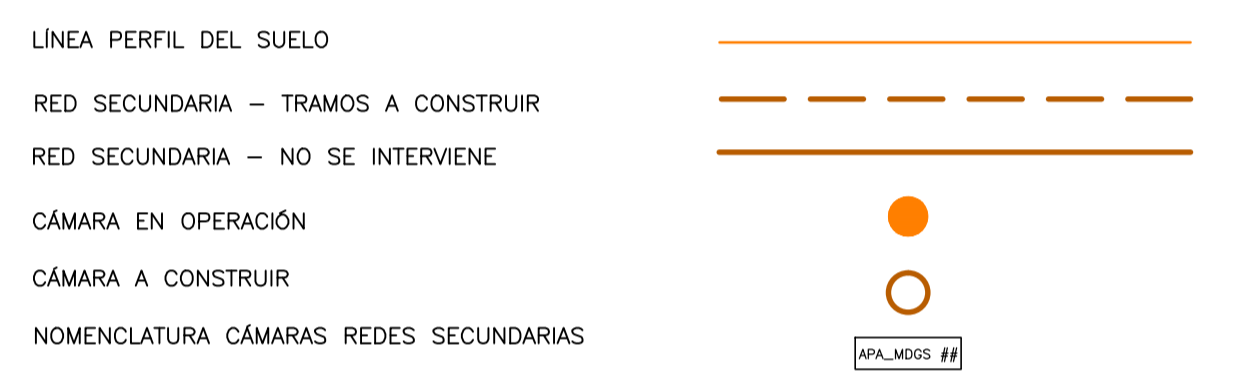 LÍNEA PERFIL DEL SUELO
RED SECUNDARIA – TRAMOS A CONSTRUIR
RED SECUNDARIA – NO SE INTERVIENE
CÁMARA EN OPERACIÓN
CÁMARA A CONSTRUIR
NOMENCLATURA CÁMARAS REDES SECUNDARIAS
APA_MDGS ##